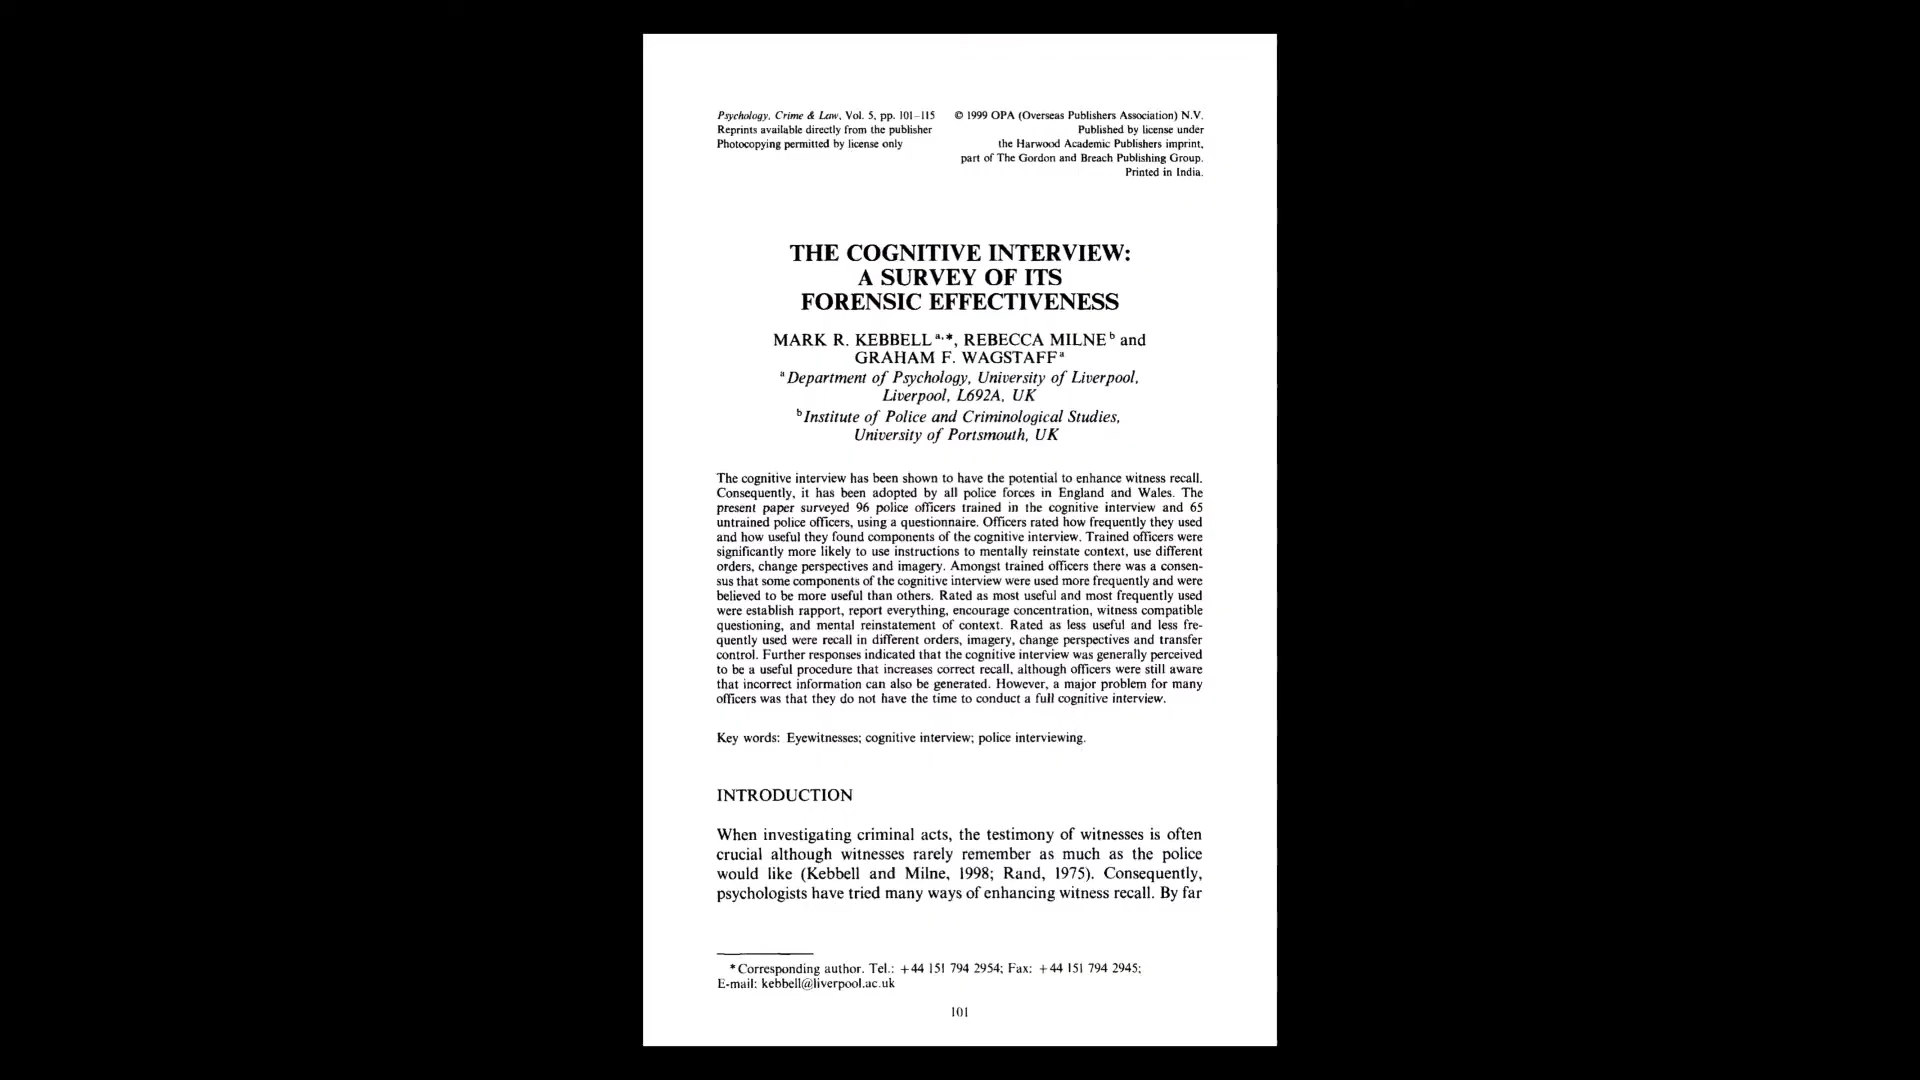 Psychology, Crime & Law, Vol. 5, pp. 101–115
Reprints available directly from the publisher
Photocopying permitted by license only
© 1999 OPA (Overseas Publishers Association) N.V.
Published by license under
the Harwood Academic Publishers imprint,
part of The Gordon and Breach Publishing Group.
Printed in India.
THE COGNITIVE INTERVIEW:
A SURVEY OF ITS
FORENSIC EFFECTIVENESS
MARK R. KEBBELL a,*, REBECCA MILNE b and
GRAHAM F. WAGSTAFF a
a Department of Psychology, University of Liverpool,
Liverpool, L692A, UK
b Institute of Police and Criminological Studies,
University of Portsmouth, UK
The cognitive interview has been shown to have the potential to enhance witness recall.
Consequently, it has been adopted by all police forces in England and Wales. The
present paper surveyed 96 police officers trained in the cognitive interview and 65
untrained police officers, using a questionnaire. Officers rated how frequently they used
and how useful they found components of the cognitive interview. Trained officers were
significantly more likely to use instructions to mentally reinstate context, use different
orders, change perspectives and imagery. Amongst trained officers there was a consen-
sus that some components of the cognitive interview were used more frequently and were
believed to be more useful than others. Rated as most useful and most frequently used
were establish rapport, report everything, encourage concentration, witness compatible
questioning, and mental reinstatement of context. Rated as less useful and less fre-
quently used were recall in different orders, imagery, change perspectives and transfer
control. Further responses indicated that the cognitive interview was generally perceived
to be a useful procedure that increases correct recall, although officers were still aware
that incorrect information can also be generated. However, a major problem for many
officers was that they do not have the time to conduct a full cognitive interview.
Key words: Eyewitnesses; cognitive interview; police interviewing.
INTRODUCTION
When investigating criminal acts, the testimony of witnesses is often
crucial although witnesses rarely remember as much as the police
would like (Kebbell and Milne, 1998; Rand, 1975). Consequently,
psychologists have tried many ways of enhancing witness recall. By far
*Corresponding author. Tel.: +44 151 794 2954; Fax: +44 151 794 2945;
E-mail: kebbell@liverpool.ac.uk
101